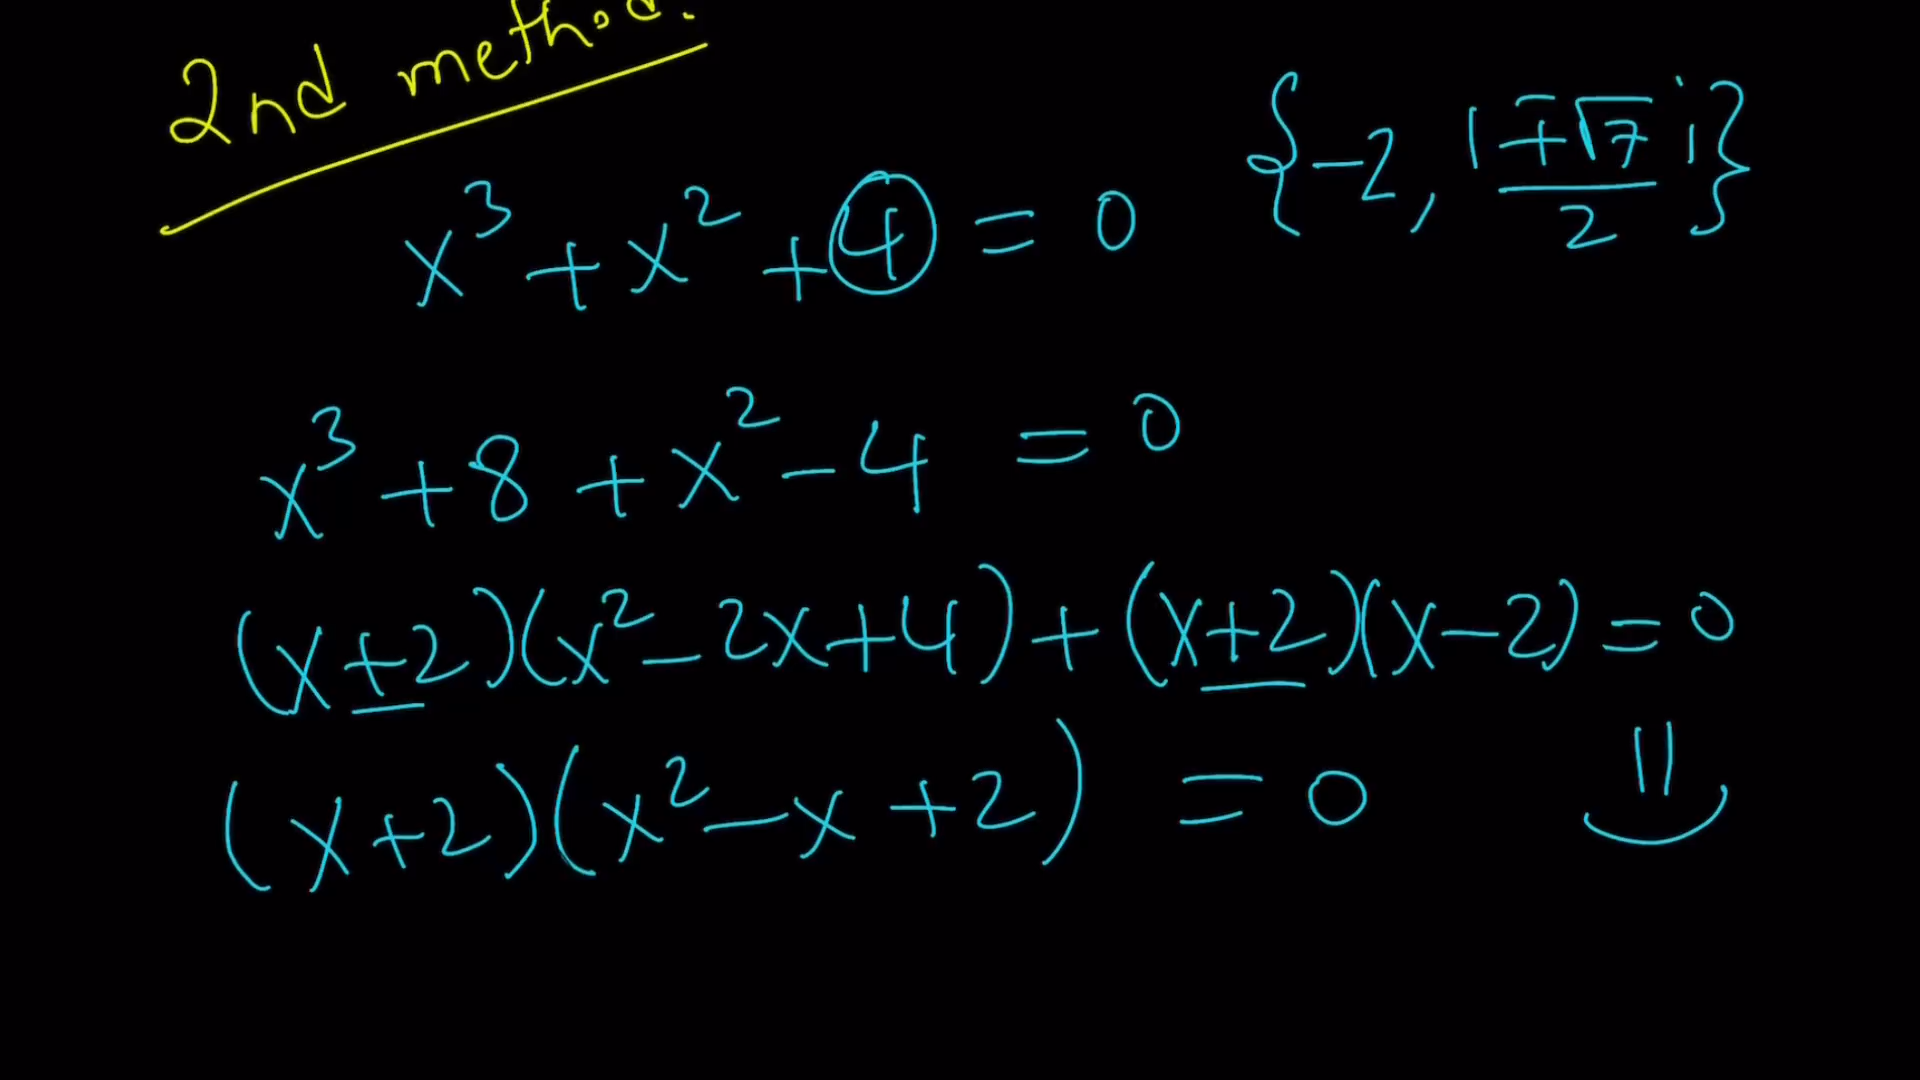 2nd method.
x³ + x² + 4 = 0
{-2, (1 ∓ √7 i)/2}
x³ + 8 + x² - 4 = 0
(x+2)(x² - 2x + 4) + (x+2)(x-2) = 0
(x+2)(x² - x + 2) = 0